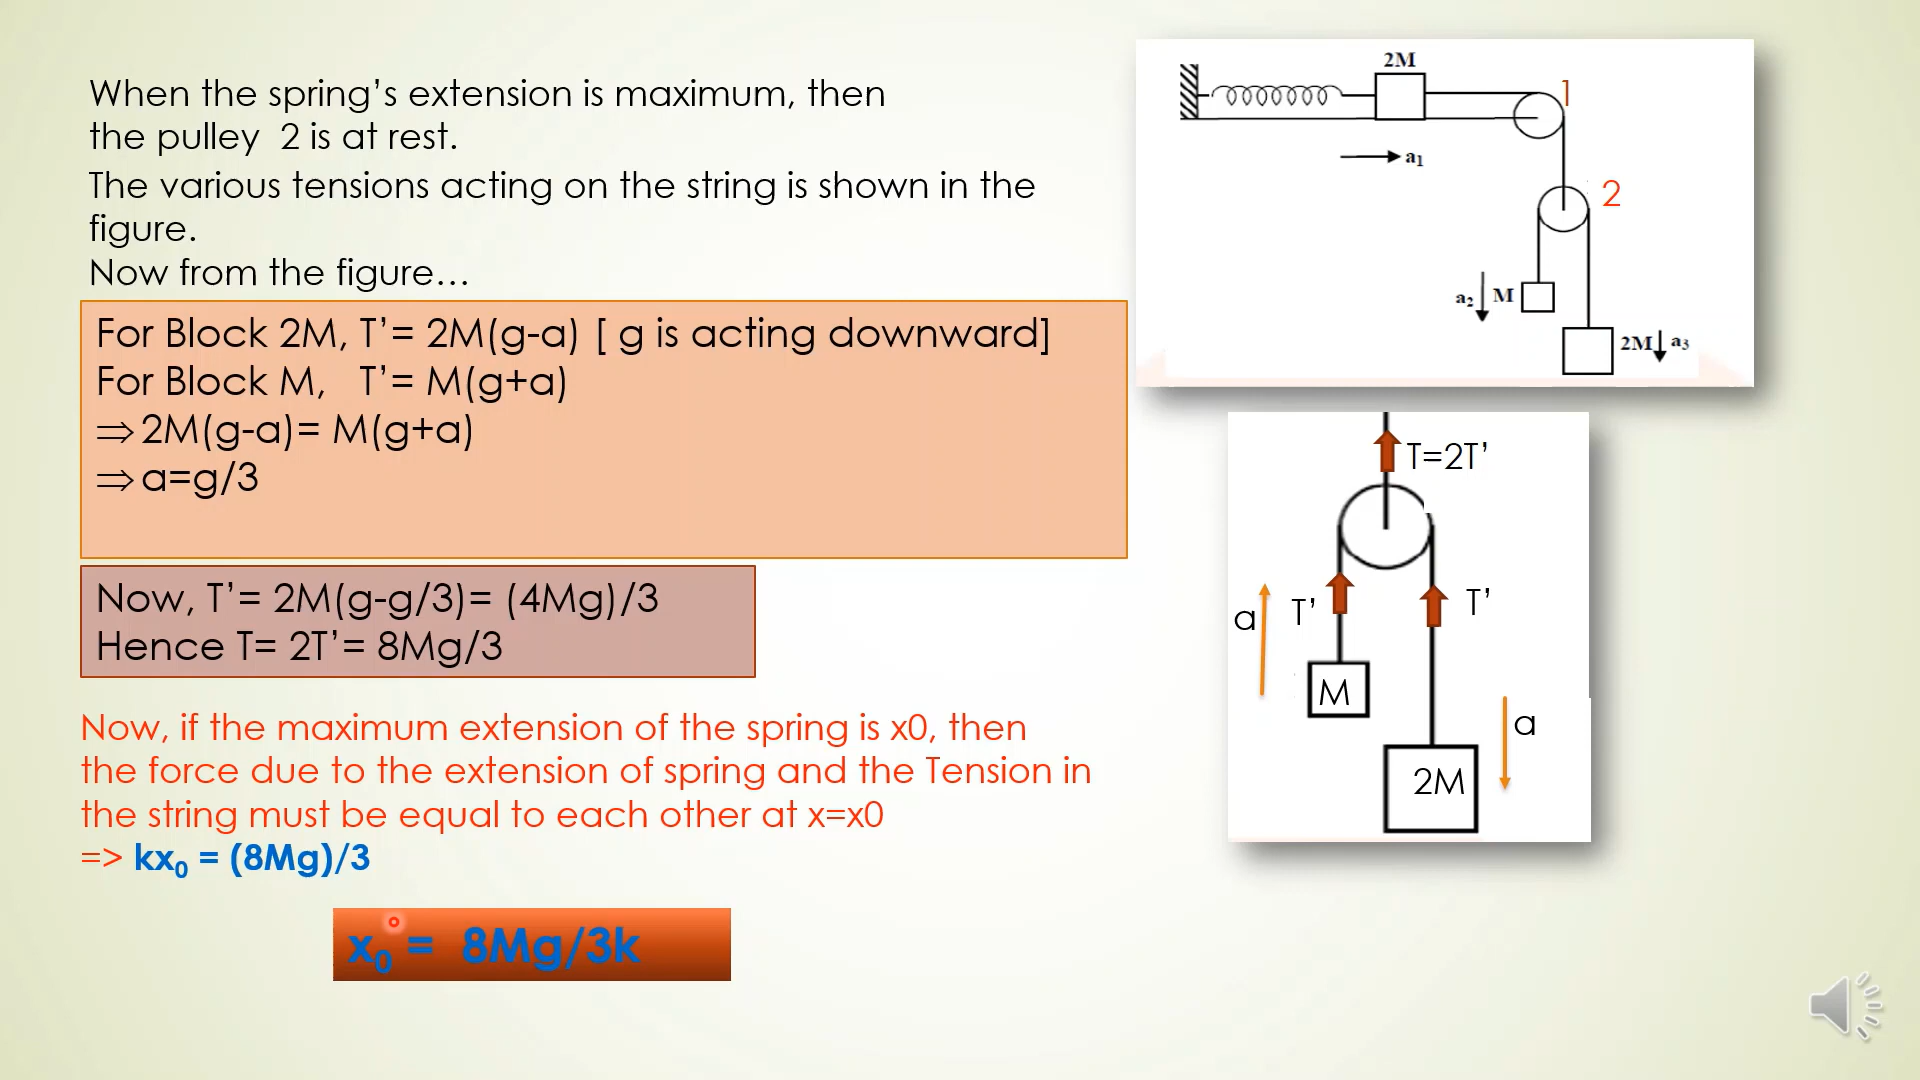 When the spring’s extension is maximum, then
the pulley 2 is at rest.
The various tensions acting on the string is shown in the
figure.
Now from the figure…
For Block 2M, T’= 2M(g-a) [ g is acting downward]
For Block M, T’= M(g+a)
⇒2M(g-a)= M(g+a)
⇒a=g/3
Now, T’= 2M(g-g/3)= (4Mg)/3
Hence T= 2T’= 8Mg/3
Now, if the maximum extension of the spring is x0, then
the force due to the extension of spring and the Tension in
the string must be equal to each other at x=x0
=> kx₀ = (8Mg)/3
x₀ = 8Mg/3k
2M
1
a₁
2
a₂
M
2M
a₃
T=2T’
a
T’
T’
M
a
2M